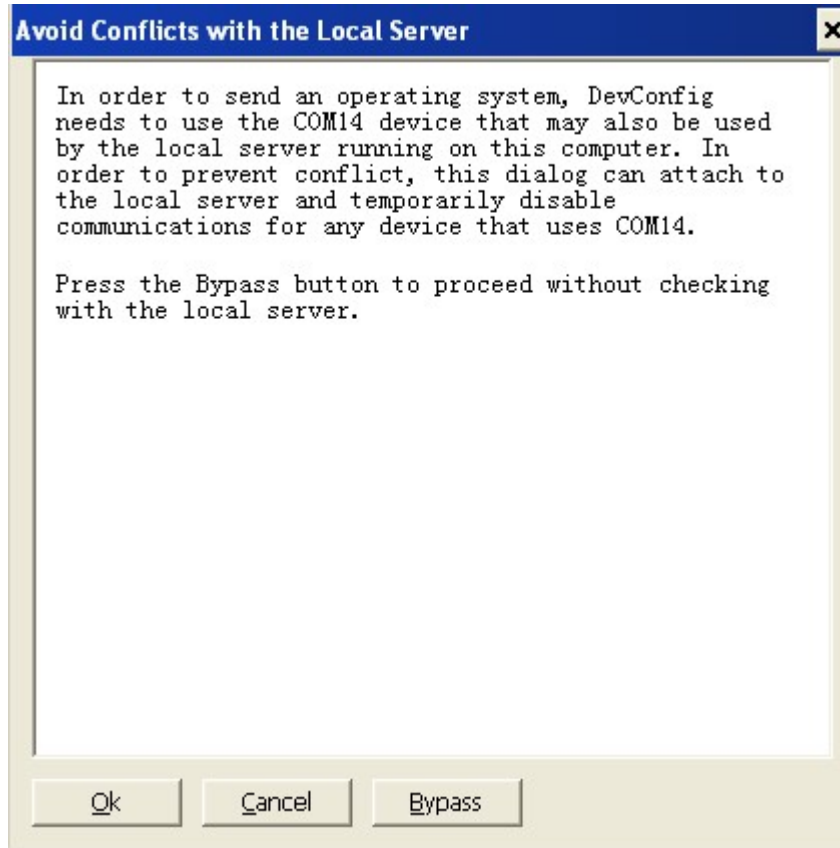 Avoid Conflicts with the Local Server
In order to send an operating system, DevConfig
needs to use the COM14 device that may also be used
by the local server running on this computer. In
order to prevent conflict, this dialog can attach to
the local server and temporarily disable
communications for any device that uses COM14.
Press the Bypass button to proceed without checking
with the local server.
Ok Cancel Bypass